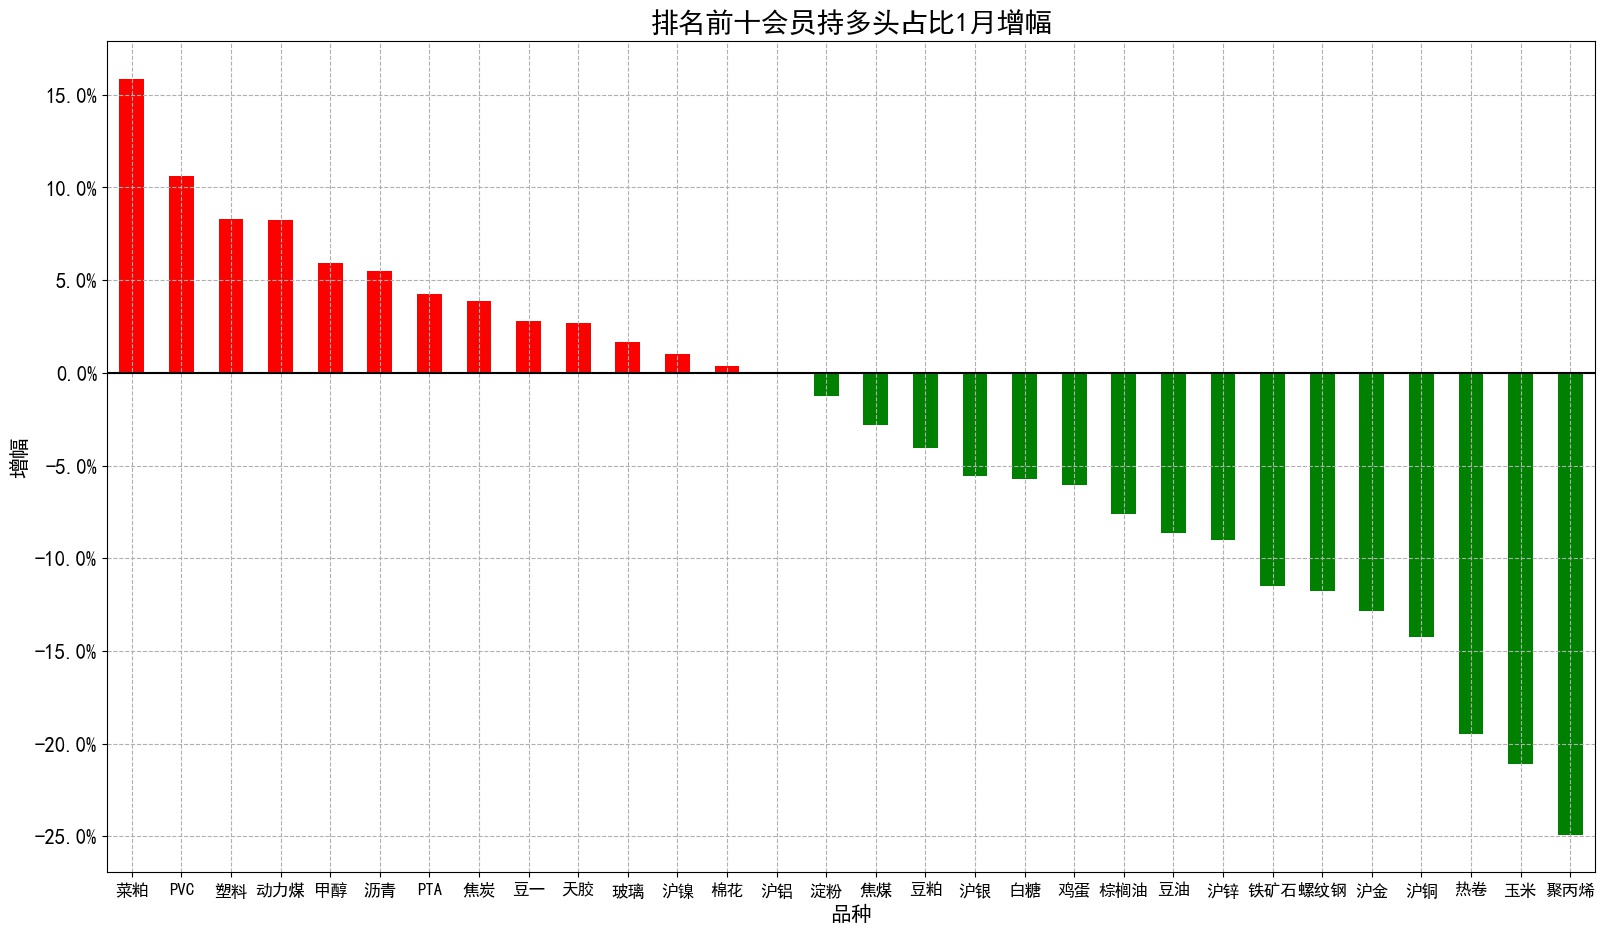 排名前十会员持多头占比1月增幅
15.0%
10.0%
5.0%
0.0%
−5.0%
−10.0%
−15.0%
−20.0%
−25.0%
增幅
菜粕 PVC 塑料 动力煤 甲醇 沥青 PTA 焦炭 豆一 天胶 玻璃 沪镍 棉花 沪铝 淀粉 焦煤 豆粕 沪银 白糖 鸡蛋 棕榈油 豆油 沪锌 铁矿石 螺纹钢 沪金 沪铜 热卷 玉米 聚丙烯
品种